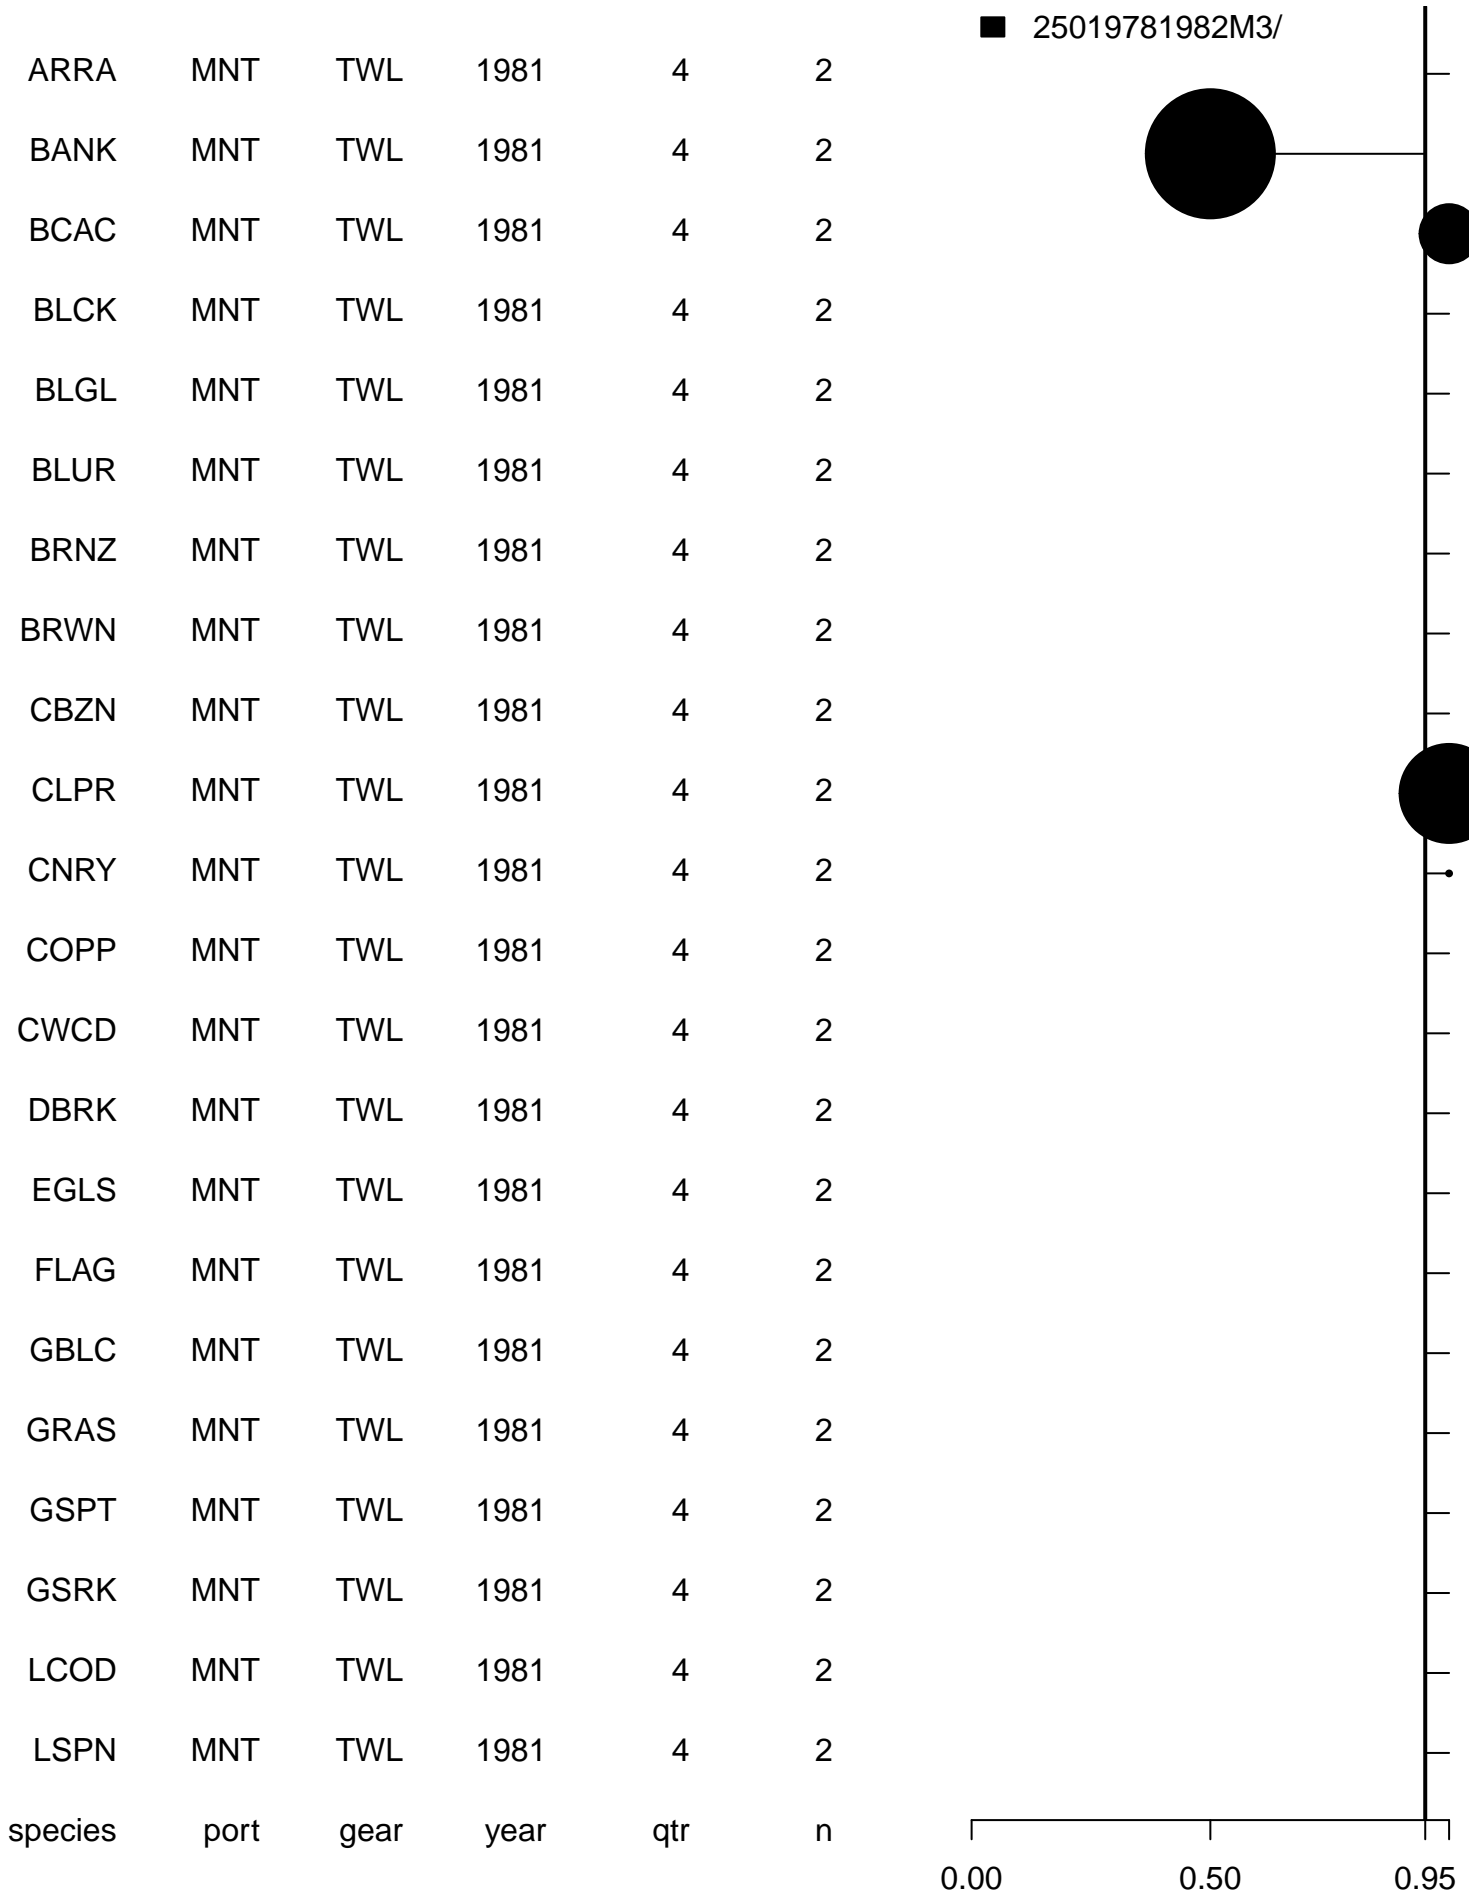 25019781982M3/
ARRA MNT TWL 1981 4 2
BANK MNT TWL 1981 4 2
BCAC MNT TWL 1981 4 2
BLCK MNT TWL 1981 4 2
BLGL MNT TWL 1981 4 2
BLUR MNT TWL 1981 4 2
BRNZ MNT TWL 1981 4 2
BRWN MNT TWL 1981 4 2
CBZN MNT TWL 1981 4 2
CLPR MNT TWL 1981 4 2
CNRY MNT TWL 1981 4 2
COPP MNT TWL 1981 4 2
CWCD MNT TWL 1981 4 2
DBRK MNT TWL 1981 4 2
EGLS MNT TWL 1981 4 2
FLAG MNT TWL 1981 4 2
GBLC MNT TWL 1981 4 2
GRAS MNT TWL 1981 4 2
GSPT MNT TWL 1981 4 2
GSRK MNT TWL 1981 4 2
LCOD MNT TWL 1981 4 2
LSPN MNT TWL 1981 4 2
species port gear year qtr n
0.00 0.50 0.95